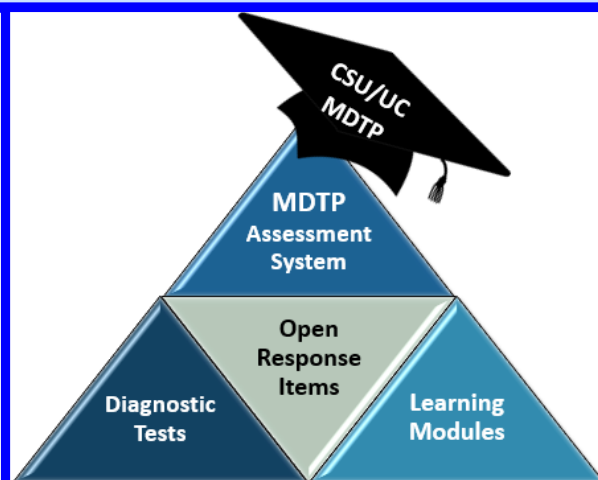 CSU/UC
MDTP
MDTP
Assessment
System
Open
Response
Items
Diagnostic
Tests
Learning
Modules